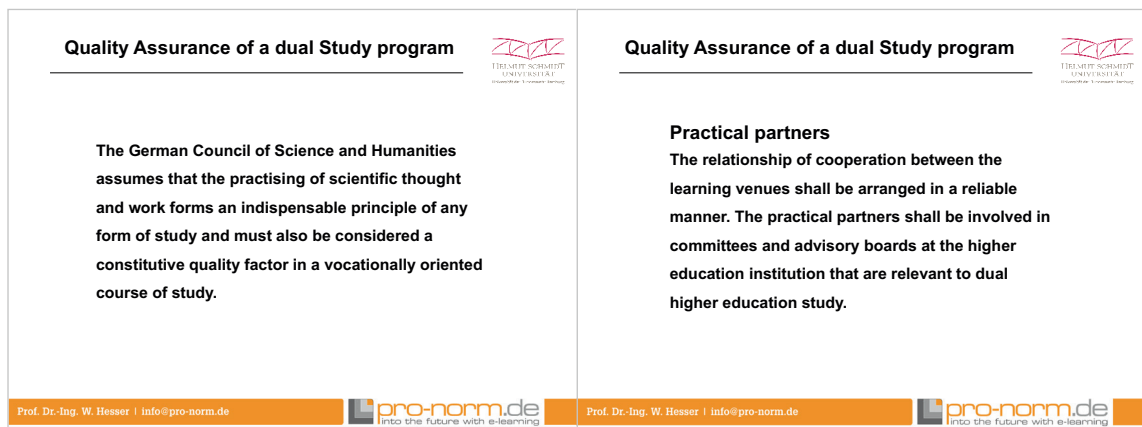 Quality Assurance of a dual Study program
HELMUT SCHMIDT
UNIVERSITÄT
The German Council of Science and Humanities
assumes that the practising of scientific thought
and work forms an indispensable principle of any
form of study and must also be considered a
constitutive quality factor in a vocationally oriented
course of study.
Prof. Dr.-Ing. W. Hesser | info@pro-norm.de
pro-norm.de
into the future with e-learning
Quality Assurance of a dual Study program
HELMUT SCHMIDT
UNIVERSITÄT
Practical partners
The relationship of cooperation between the
learning venues shall be arranged in a reliable
manner. The practical partners shall be involved in
committees and advisory boards at the higher
education institution that are relevant to dual
higher education study.
Prof. Dr.-Ing. W. Hesser | info@pro-norm.de
pro-norm.de
into the future with e-learning